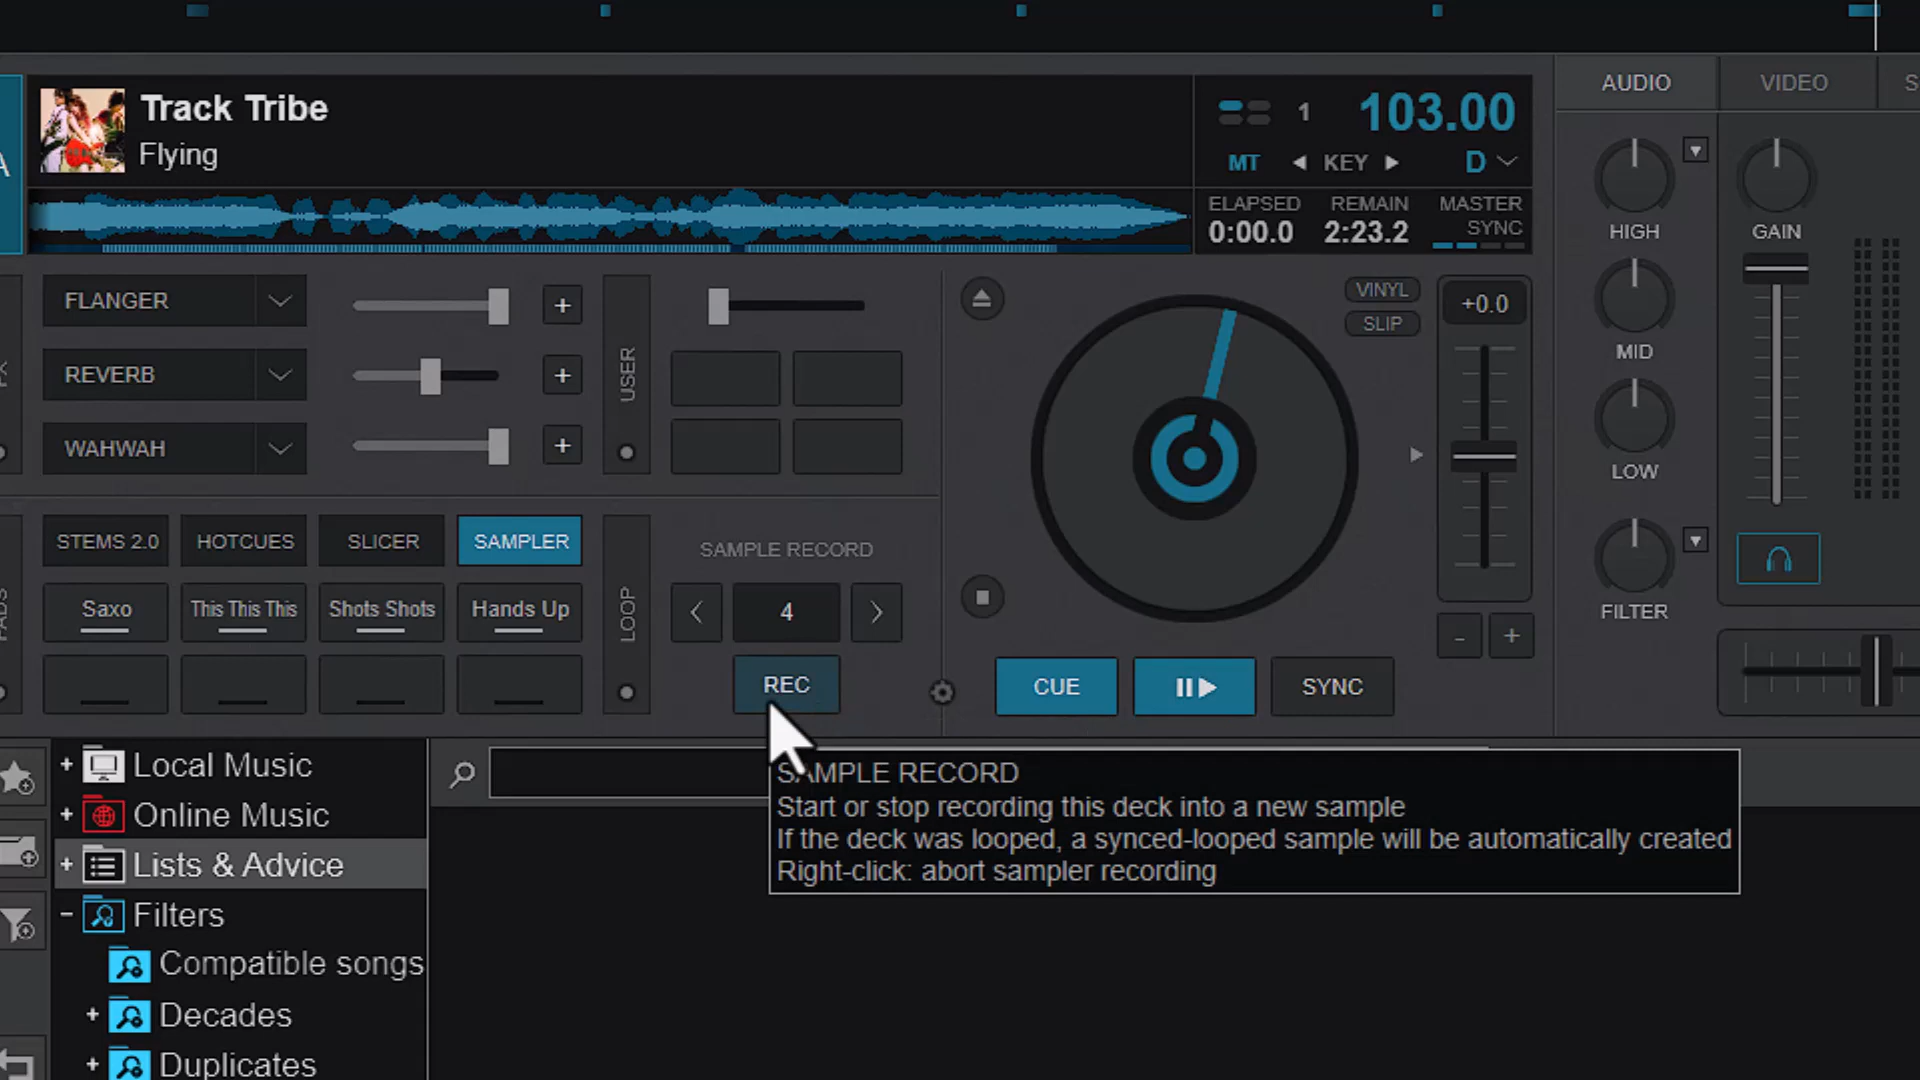 AUDIO
VIDEO
S
A
Track Tribe
Flying
1
103.00
MT
KEY
D
ELAPSED
REMAIN
MASTER
SYNC
0:00.0
2:23.2
HIGH
GAIN
MID
LOW
FILTER
FLANGER
+
REVERB
+
WAHWAH
+
USER
VINYL
SLIP
+0.0
STEMS 2.0
HOTCUES
SLICER
SAMPLER
SAMPLE RECORD
Saxo
This This This
Shots Shots
Hands Up
LOOP
4
-
+
REC
CUE
SYNC
+ Local Music
+ Online Music
+ Lists & Advice
- Filters
Compatible songs
+ Decades
+ Duplicates
SAMPLE RECORD
Start or stop recording this deck into a new sample
If the deck was looped, a synced-looped sample will be automatically created
Right-click: abort sampler recording